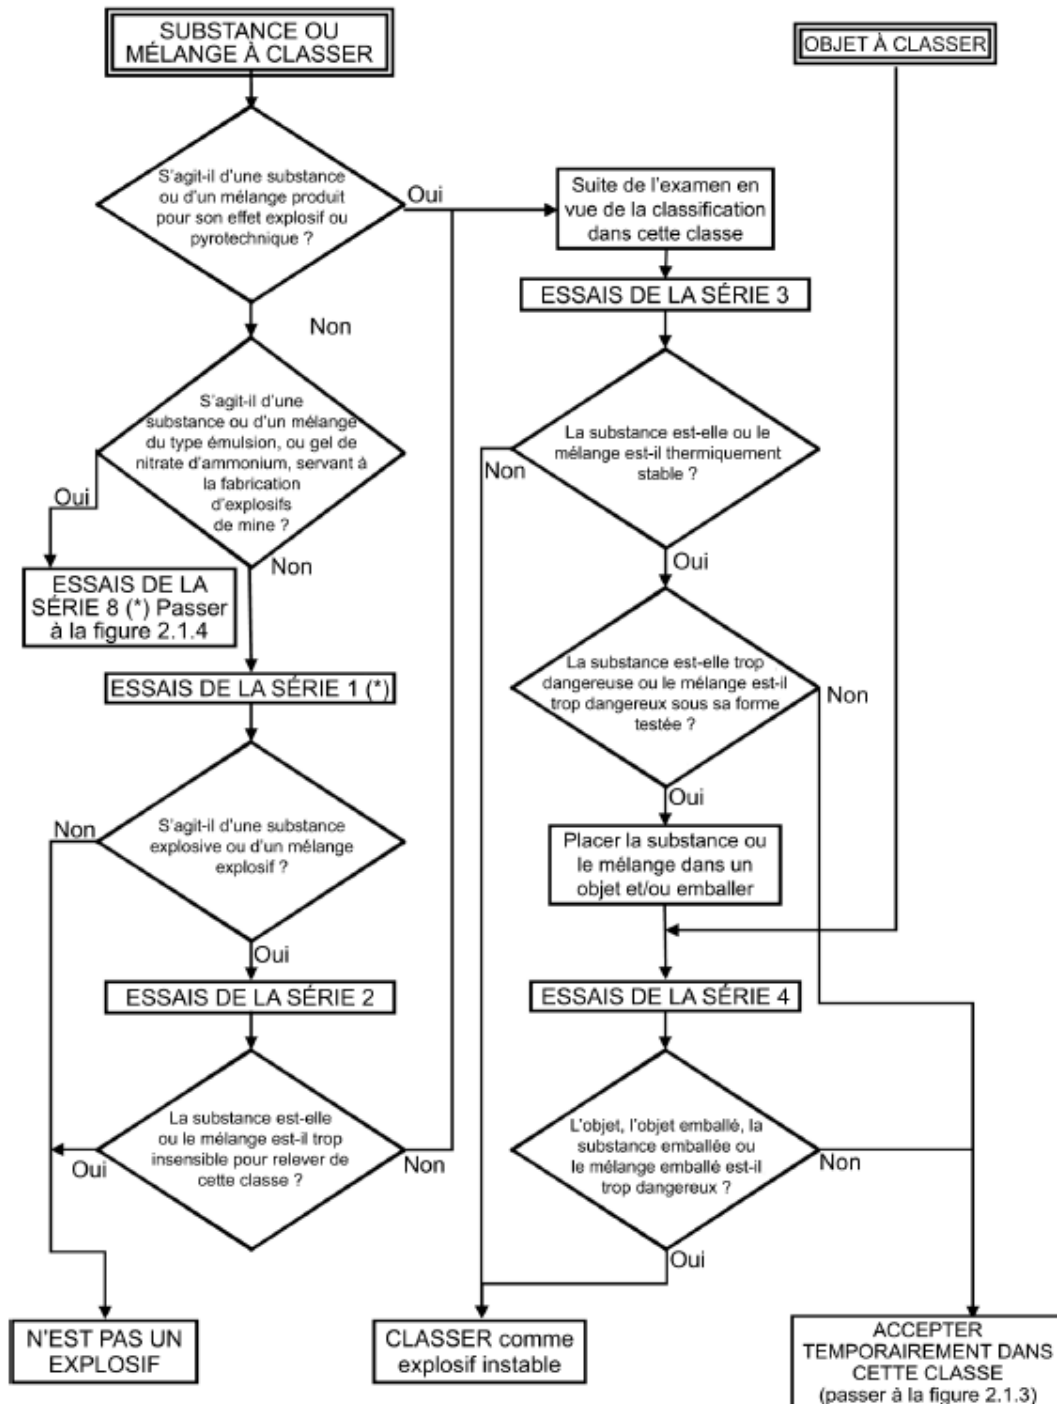 SUBSTANCE OU
MÉLANGE À CLASSER
OBJET À CLASSER
S'agit-il d'une substance
ou d'un mélange produit
pour son effet explosif ou
pyrotechnique ?
Oui
Suite de l'examen en
vue de la classification
dans cette classe
ESSAIS DE LA SÉRIE 3
Non
S'agit-il d'une
substance ou d'un mélange
du type émulsion, ou gel de
nitrate d'ammonium, servant à
la fabrication
d'explosifs
de mine ?
Oui
Non
La substance est-elle ou le
mélange est-il thermiquement
stable ?
Non
Oui
ESSAIS DE LA
SÉRIE 8 (*) Passer
à la figure 2.1.4
ESSAIS DE LA SÉRIE 1 (*)
La substance est-elle trop
dangereuse ou le mélange est-il
trop dangereux sous sa forme
testée ?
Non
Oui
S'agit-il d'une substance
explosive ou d'un mélange
explosif ?
Non
Oui
Placer la substance ou
le mélange dans un
objet et/ou emballer
ESSAIS DE LA SÉRIE 2
ESSAIS DE LA SÉRIE 4
La substance est-elle
ou le mélange est-il trop
insensible pour relever de
cette classe ?
Oui
Non
L'objet, l'objet emballé, la
substance emballée ou
le mélange emballé est-il
trop dangereux ?
Non
Oui
N'EST PAS UN
EXPLOSIF
CLASSER comme
explosif instable
ACCEPTER
TEMPORAIREMENT DANS
CETTE CLASSE
(passer à la figure 2.1.3)